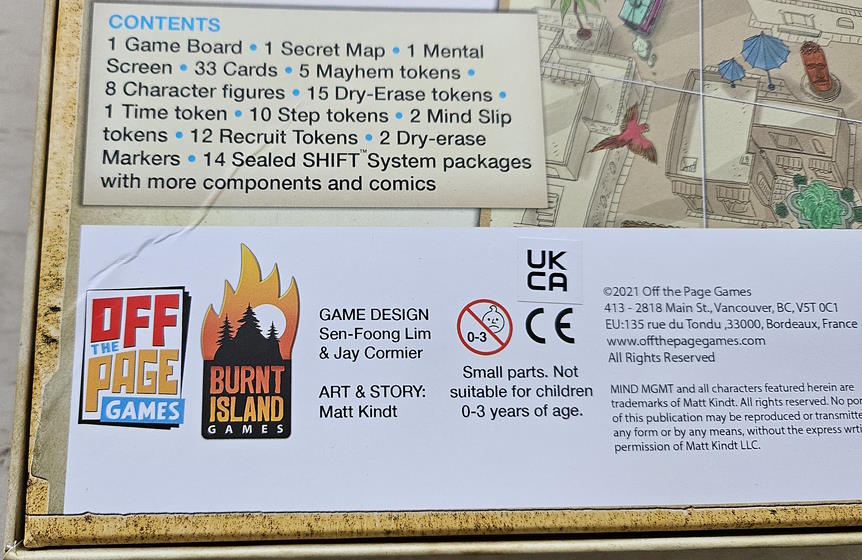 CONTENTS
1 Game Board • 1 Secret Map • 1 Mental
Screen • 33 Cards • 5 Mayhem tokens •
8 Character figures • 15 Dry-Erase tokens •
1 Time token • 10 Step tokens • 2 Mind Slip
tokens • 12 Recruit Tokens • 2 Dry-erase
Markers • 14 Sealed SHIFT™System packages
with more components and comics
OFF
THE
PAGE
GAMES
BURNT
ISLAND
GAMES
GAME DESIGN
Sen-Foong Lim
& Jay Cormier
ART & STORY:
Matt Kindt
UK
CA
0-3
CE
Small parts. Not
suitable for children
0-3 years of age.
©2021 Off the Page Games
413 - 2818 Main St., Vancouver, BC, V5T 0C1
EU:135 rue du Tondu ,33000, Bordeaux, France
www.offthepagegames.com
All Rights Reserved
MIND MGMT and all characters featured herein are
trademarks of Matt Kindt. All rights reserved. No
of this publication may be reproduced or
any form or by any means, without the express
permission of Matt Kindt LLC.